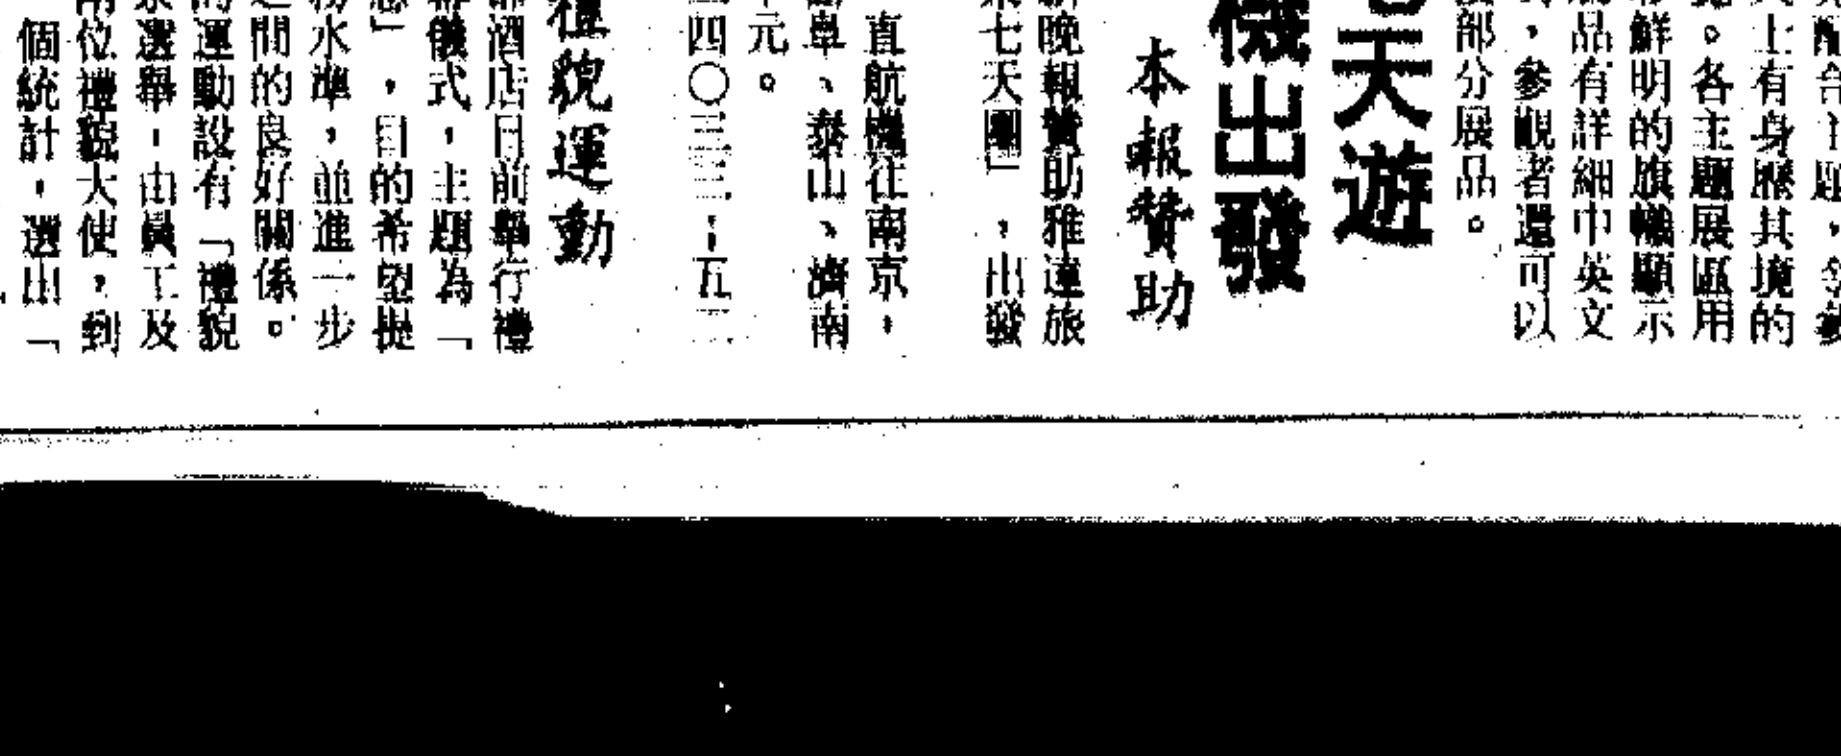 配合主題，令參
上有身歷其境的
。各主題展區用
鮮明的旗幟顯示
品有詳細中英文
，參觀者還可以
部分展品。
天遊
機出發
本報贊助
晚報贊助雅運旅
七天團」，出發
直航機往南京，
阜、泰山、濟南
元。
四〇三三一五三
禮貌運動
酒店日前舉行禮
儀式，主題為「
」，目的希望提
水準，並進一步
間的良好關係。
運動設有「禮貌
選舉，由員工及
位禮貌大使，到
個統計，選出「